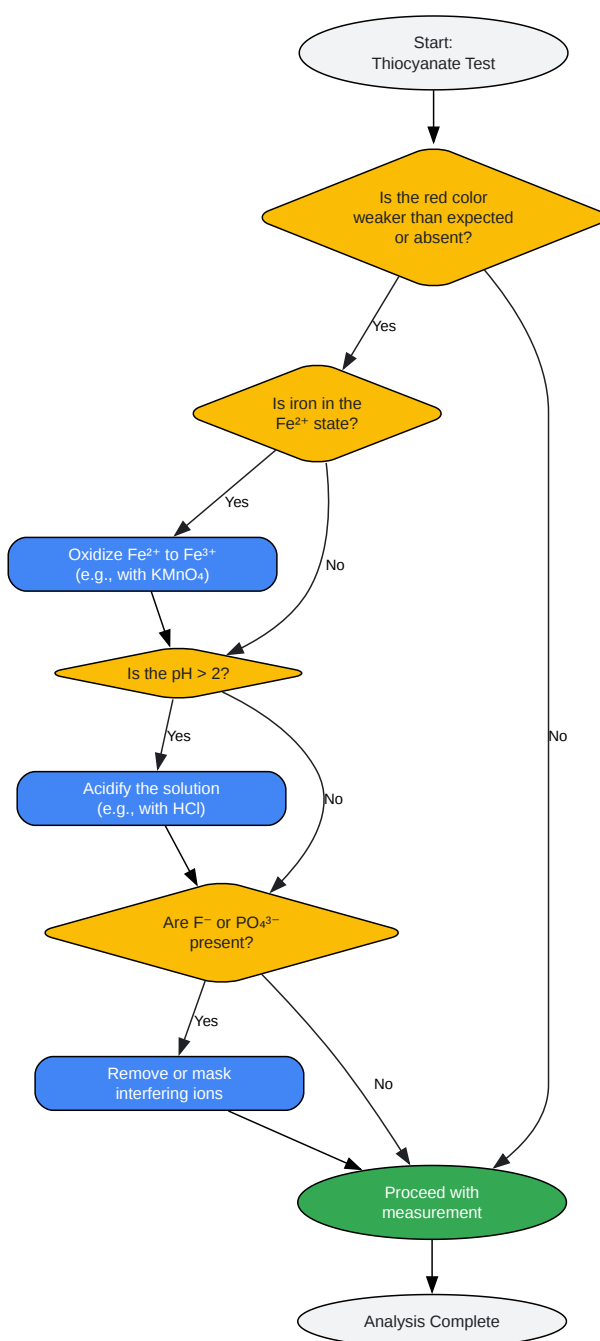 Start:
Thiocyanate Test
Is the red color
weaker than expected
or absent?
Yes
Is iron in the
Fe²⁺ state?
Yes
Oxidize Fe²⁺ to Fe³⁺
(e.g., with KMnO₄)
No
Is the pH > 2?
Yes
No
Acidify the solution
(e.g., with HCl)
No
Are F⁻ or PO₄³⁻
present?
Yes
Remove or mask
interfering ions
No
Proceed with
measurement
Analysis Complete